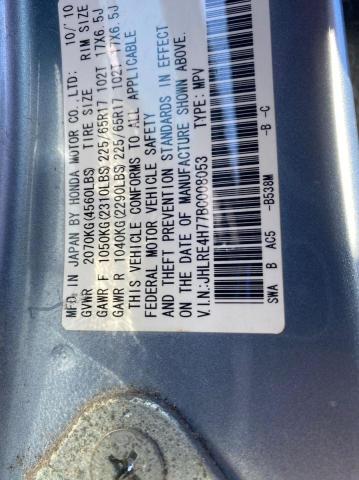 MFD. IN JAPAN BY HONDA MOTOR CO.,LTD: 10/'10
GVWR 2070KG(4560LBS) TIRE SIZE RIM SIZE
GAWR F 1050KG(2310LBS) 225/65R17 102T 17X6.5J
GAWR R 1040KG(2290LBS) 225/65R17 102T 17X6.5J
THIS VEHICLE CONFORMS TO ALL APPLICABLE
FEDERAL MOTOR VEHICLE SAFETY
AND THEFT PREVENTION STANDARDS IN EFFECT
ON THE DATE OF MANUFACTURE SHOWN ABOVE.
V.I.N:JHLRE4H77BC008053 TYPE: MPV
SWA B AC5 -B538M -B -C